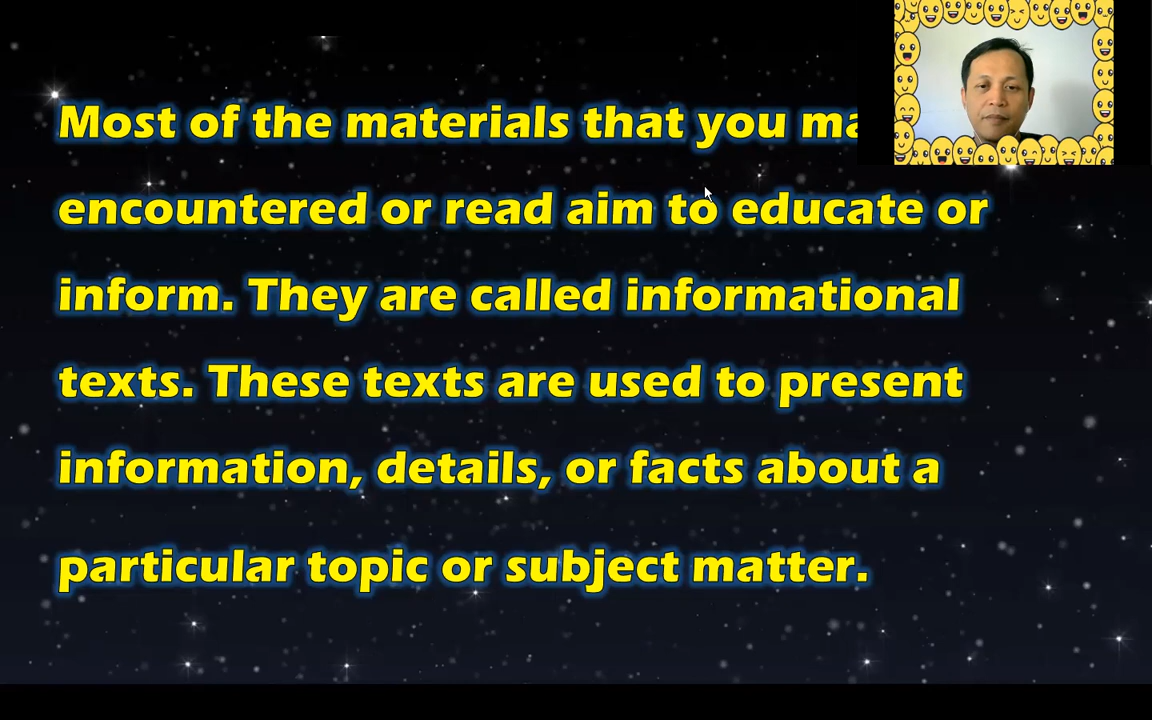 Most of the materials that you
encountered or read aim to educate or
inform. They are called informational
texts. These texts are used to present
information, details, or facts about a
particular topic or subject matter.